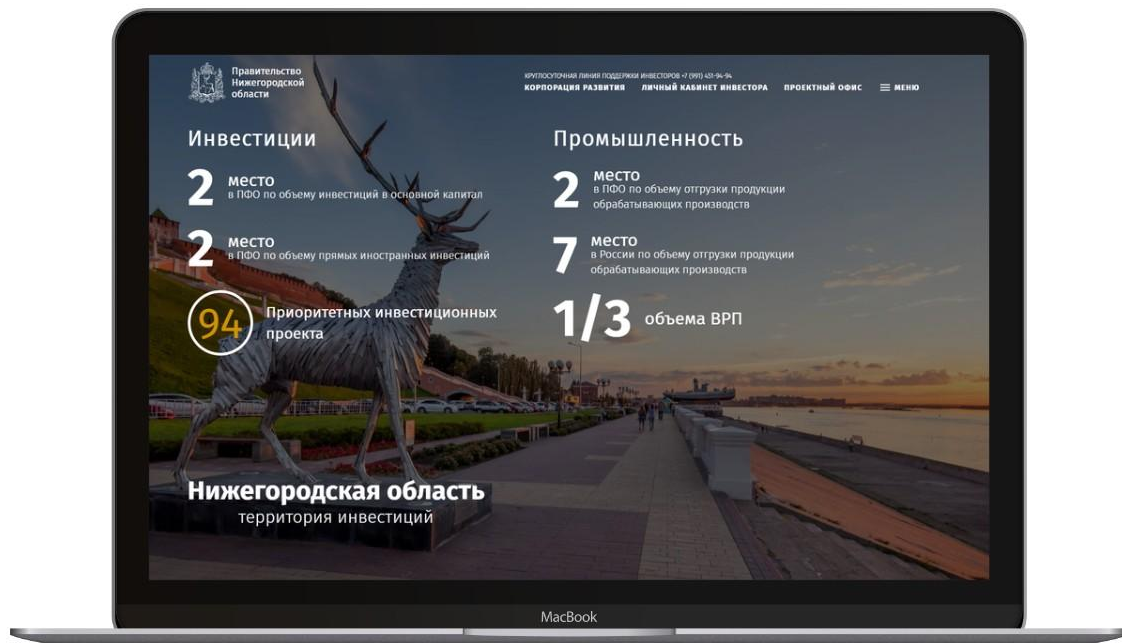 Правительство
Нижегородской
области
КРУГЛОСУТОЧНАЯ ЛИНИЯ ПОДДЕРЖКИ ИНВЕСТОРОВ +7 (991) 451-94-94
КОРПОРАЦИЯ РАЗВИТИЯ ЛИЧНЫЙ КАБИНЕТ ИНВЕСТОРА ПРОЕКТНЫЙ ОФИС МЕНЮ
Инвестиции
2 место
в ПФО по объему инвестиций в основной капитал
2 место
в ПФО по объему прямых иностранных инвестиций
94 Приоритетных инвестиционных
проекта
Промышленность
2 место
в ПФО по объему отгрузки продукции
обрабатывающих производств
7 место
в России по объему отгрузки продукции
обрабатывающих производств
1/3 объема ВРП
Нижегородская область
территория инвестиций
MacBook